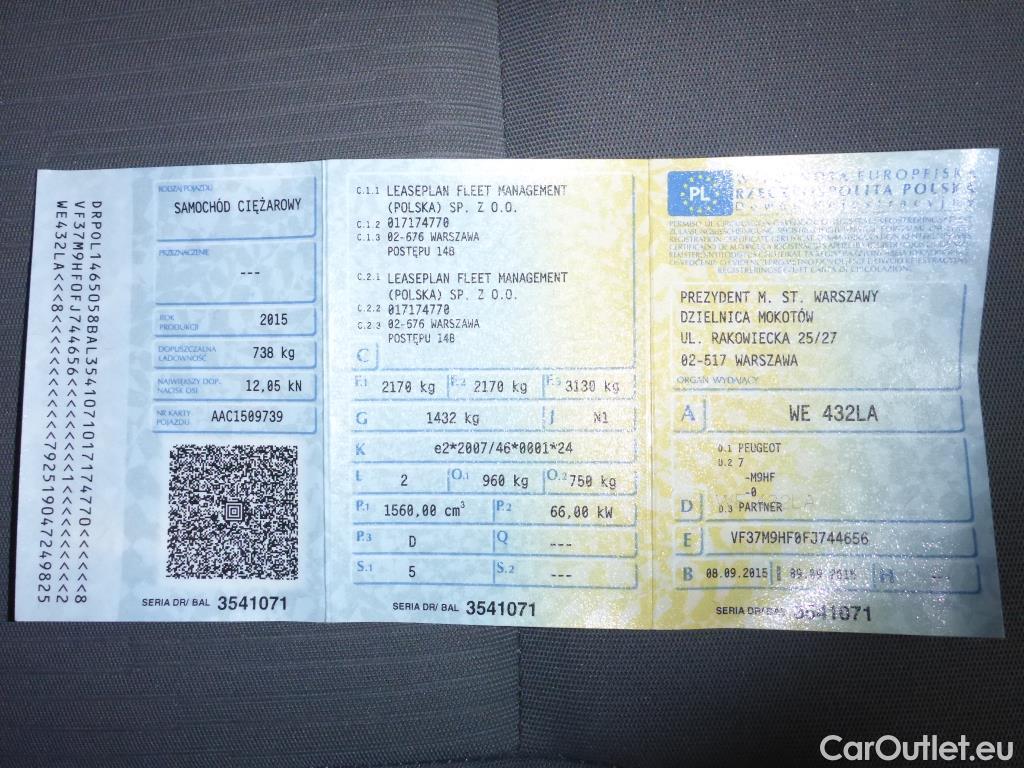 DRPOL1465058BAL3541071017174770<<<<<8
WE432LA<<8<<<<<<<<<<<<792519047249825
RODZAJ POJAZDU
SAMOCHÓD CIĘŻAROWY
PRZEZNACZENIE
---
ROK
PRODUKCJI
2015
DOPUSZCZALNA
ŁADOWNOŚĆ
738 kg
NAJWIĘKSZY DOP.
NACISK OSI
12,05 kN
NR KARTY
POJAZDU
AAC1509739
SERIA DR/ BAL 3541071
C.1.1 LEASEPLAN FLEET MANAGEMENT
(POLSKA) SP. Z O.O.
C.1.2 017174770
C.1.3 02-676 WARSZAWA
POSTĘPU 14B
C.2.1 LEASEPLAN FLEET MANAGEMENT
(POLSKA) SP. Z O.O.
C.2.2 017174770
C.2.3 02-676 WARSZAWA
POSTĘPU 14B
C
F.1 2170 kg F.2 2170 kg F.3 3130 kg
G 1432 kg J N1
K e2*2007/46*0001*24
L 2 O.1 960 kg O.2 750 kg
P.1 1560,00 cm³ P.2 66,00 kW
P.3 D Q ---
S.1 5 S.2 ---
SERIA DR/ BAL 3541071
PL
EUROPEJSKA
RZECZPOSPOLITA POLSKA
PREZYDENT M. ST. WARSZAWY
DZIELNICA MOKOTÓW
UL. RAKOWIECKA 25/27
02-517 WARSZAWA
ORGAN WYDAJĄCY
A WE 432LA
D.1 PEUGEOT
D.2 7
-M9HF
-0
D D.3 PARTNER
E VF37M9HF0FJ744656
B 08.09.2015 I 09.09.2015 H
SERIA DR/ BAL 3541071
CarOutlet.eu